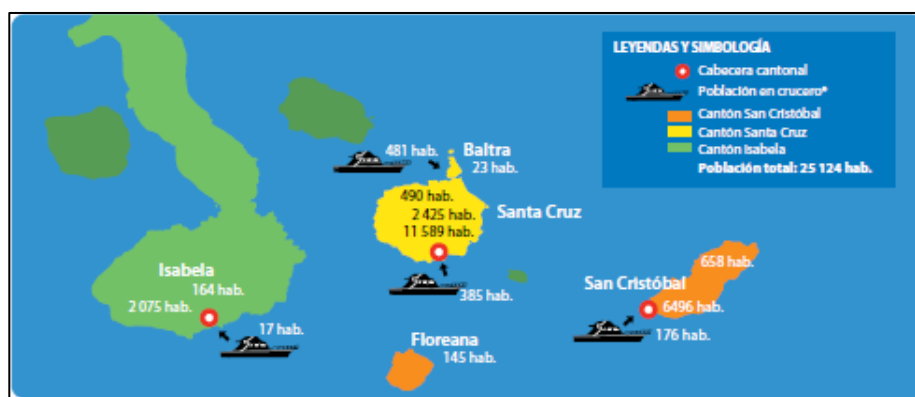 LEYENDAS Y SIMBOLOGÍA
Cabecera cantonal
Población en crucero*
Cantón San Cristóbal
Cantón Santa Cruz
Cantón Isabela
Población total: 25 124 hab.
481 hab.
Baltra
23 hab.
490 hab.
2 425 hab.
11 589 hab.
Santa Cruz
385 hab.
Isabela
164 hab.
2 075 hab.
17 hab.
Floreana
145 hab.
San Cristóbal
658 hab.
6496 hab.
176 hab.